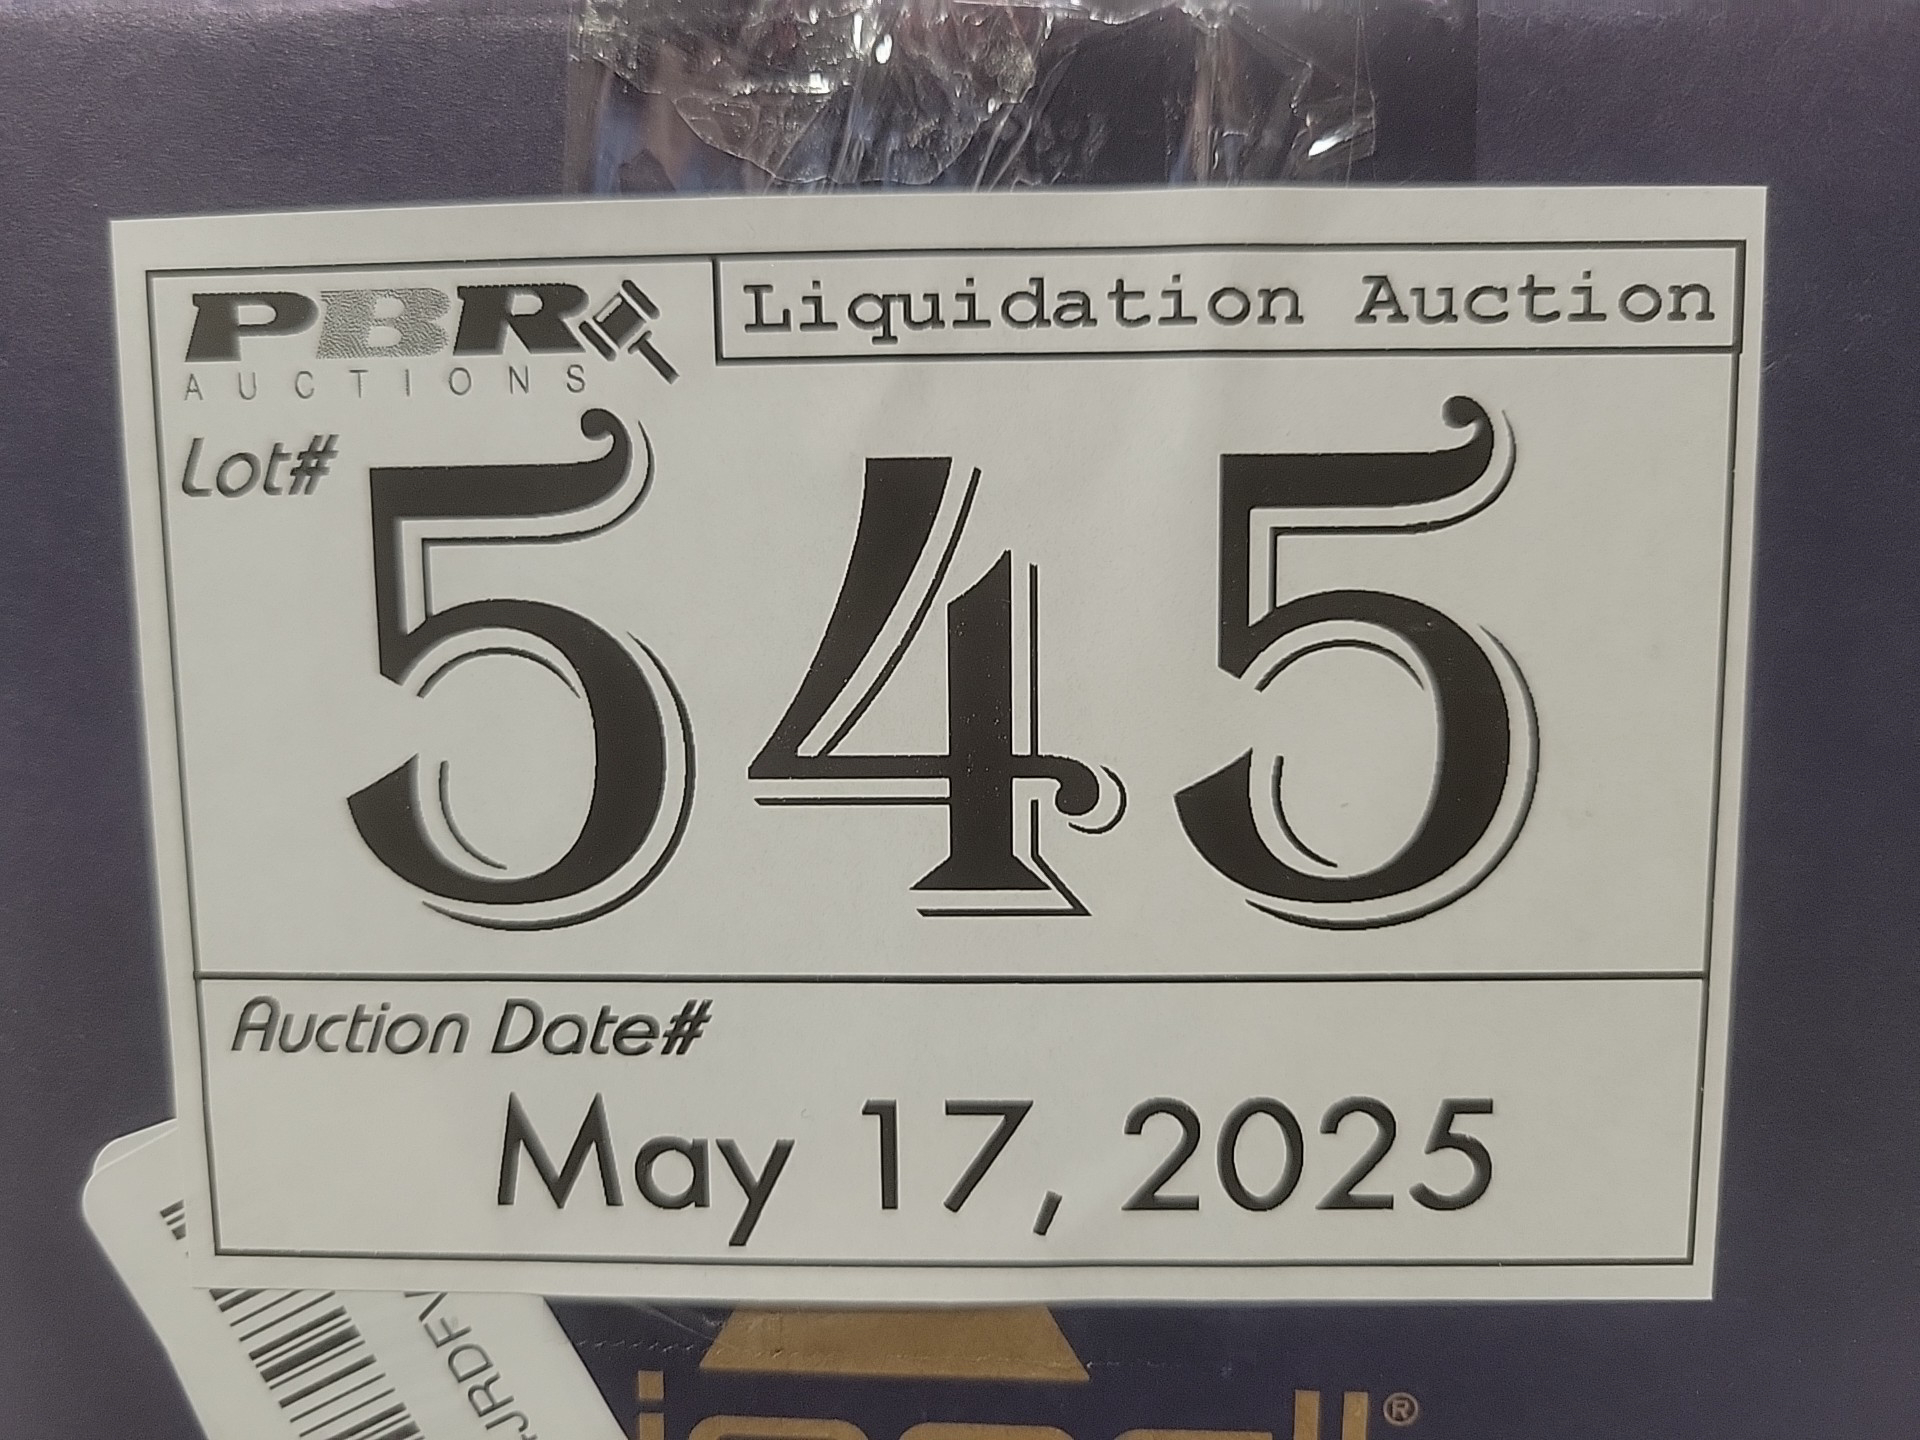 PBR
AUCTIONS
Liquidation Auction
Lot#
545
Auction Date#
May 17, 2025
®